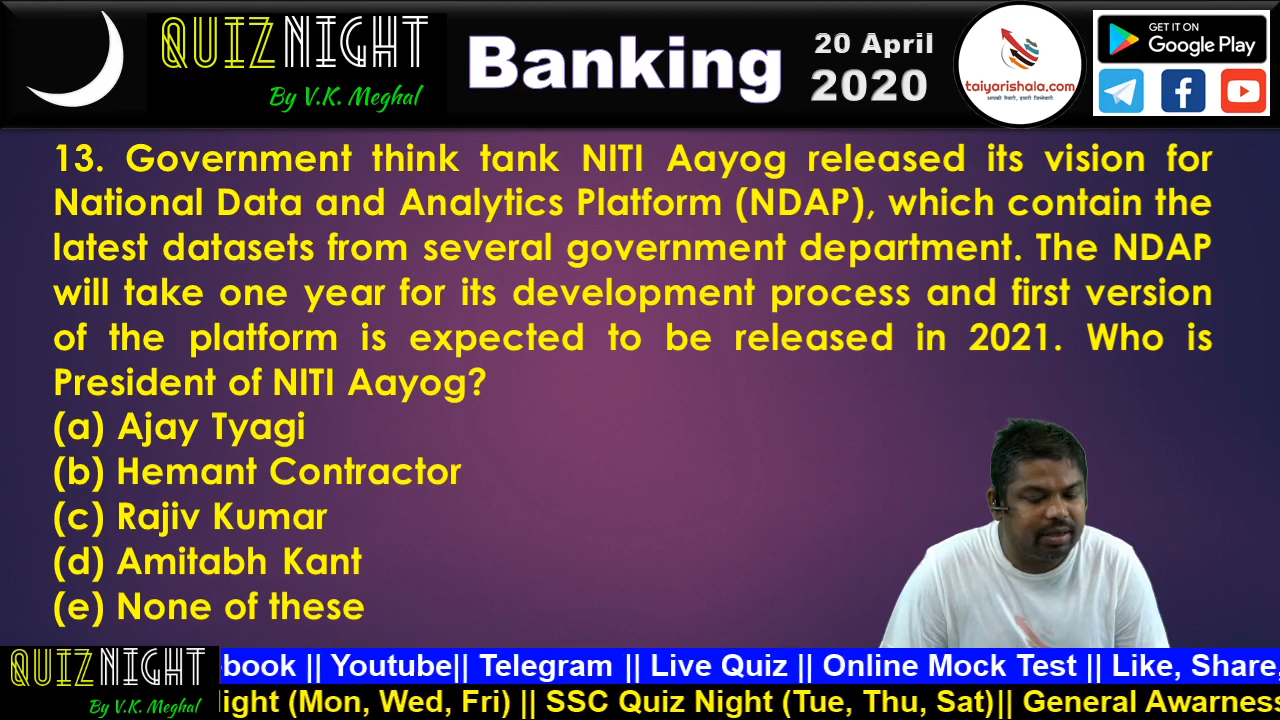 QUIZ NIGHT
By V.K. Meghal
Banking
20 April
2020
taiyarishala.com
आपकी तैयारी, हमारी जिम्मेदारी
GET IT ON
Google Play
13. Government think tank NITI Aayog released its vision for
National Data and Analytics Platform (NDAP), which contain the
latest datasets from several government department. The NDAP
will take one year for its development process and first version
of the platform is expected to be released in 2021. Who is
President of NITI Aayog?
(a) Ajay Tyagi
(b) Hemant Contractor
(c) Rajiv Kumar
(d) Amitabh Kant
(e) None of these
QUIZ NIGHT
By V.K. Meghal
book || Youtube|| Telegram || Live Quiz || Online Mock Test || Like, Share,
ight (Mon, Wed, Fri) || SSC Quiz Night (Tue, Thu, Sat)|| General Awarness